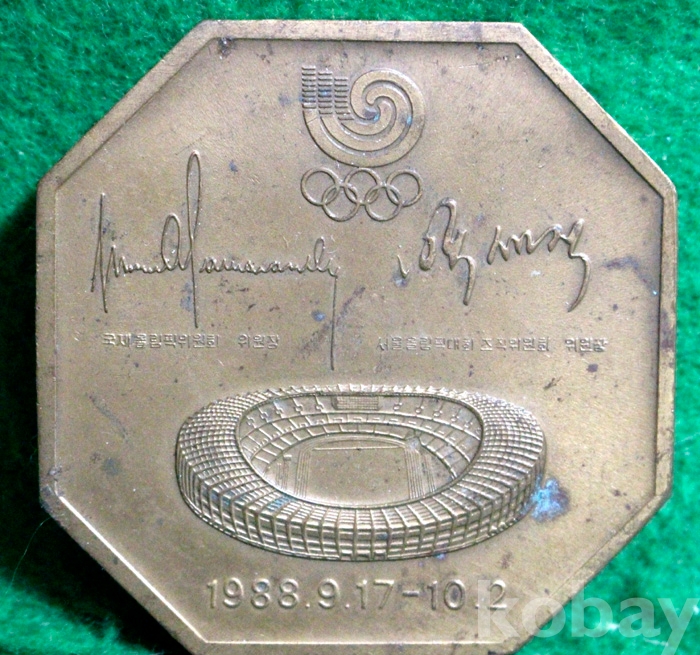 국제올림픽위원회 위원장
서울올림픽대회 조직위원회 위원장
1988.9.17-10.2
kobay